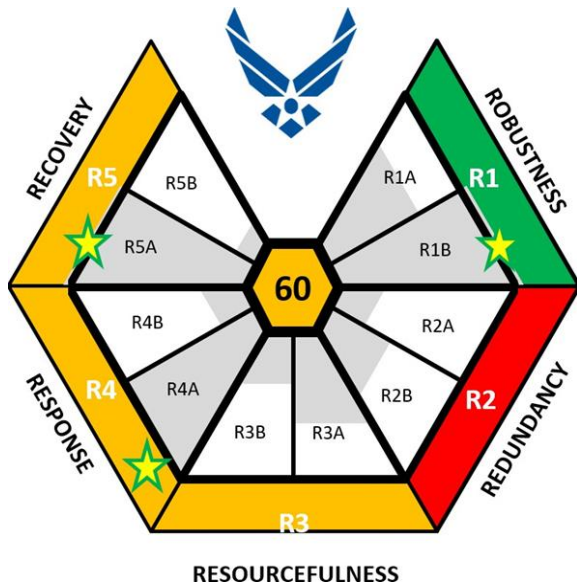 RECOVERY
ROBUSTNESS
R5
R1
R5B
R1A
R5A
R1B
60
R4B
R2A
R4
R4A
R2B
R2
R3B
R3A
RESPONSE
REDUNDANCY
R3
RESOURCEFULNESS